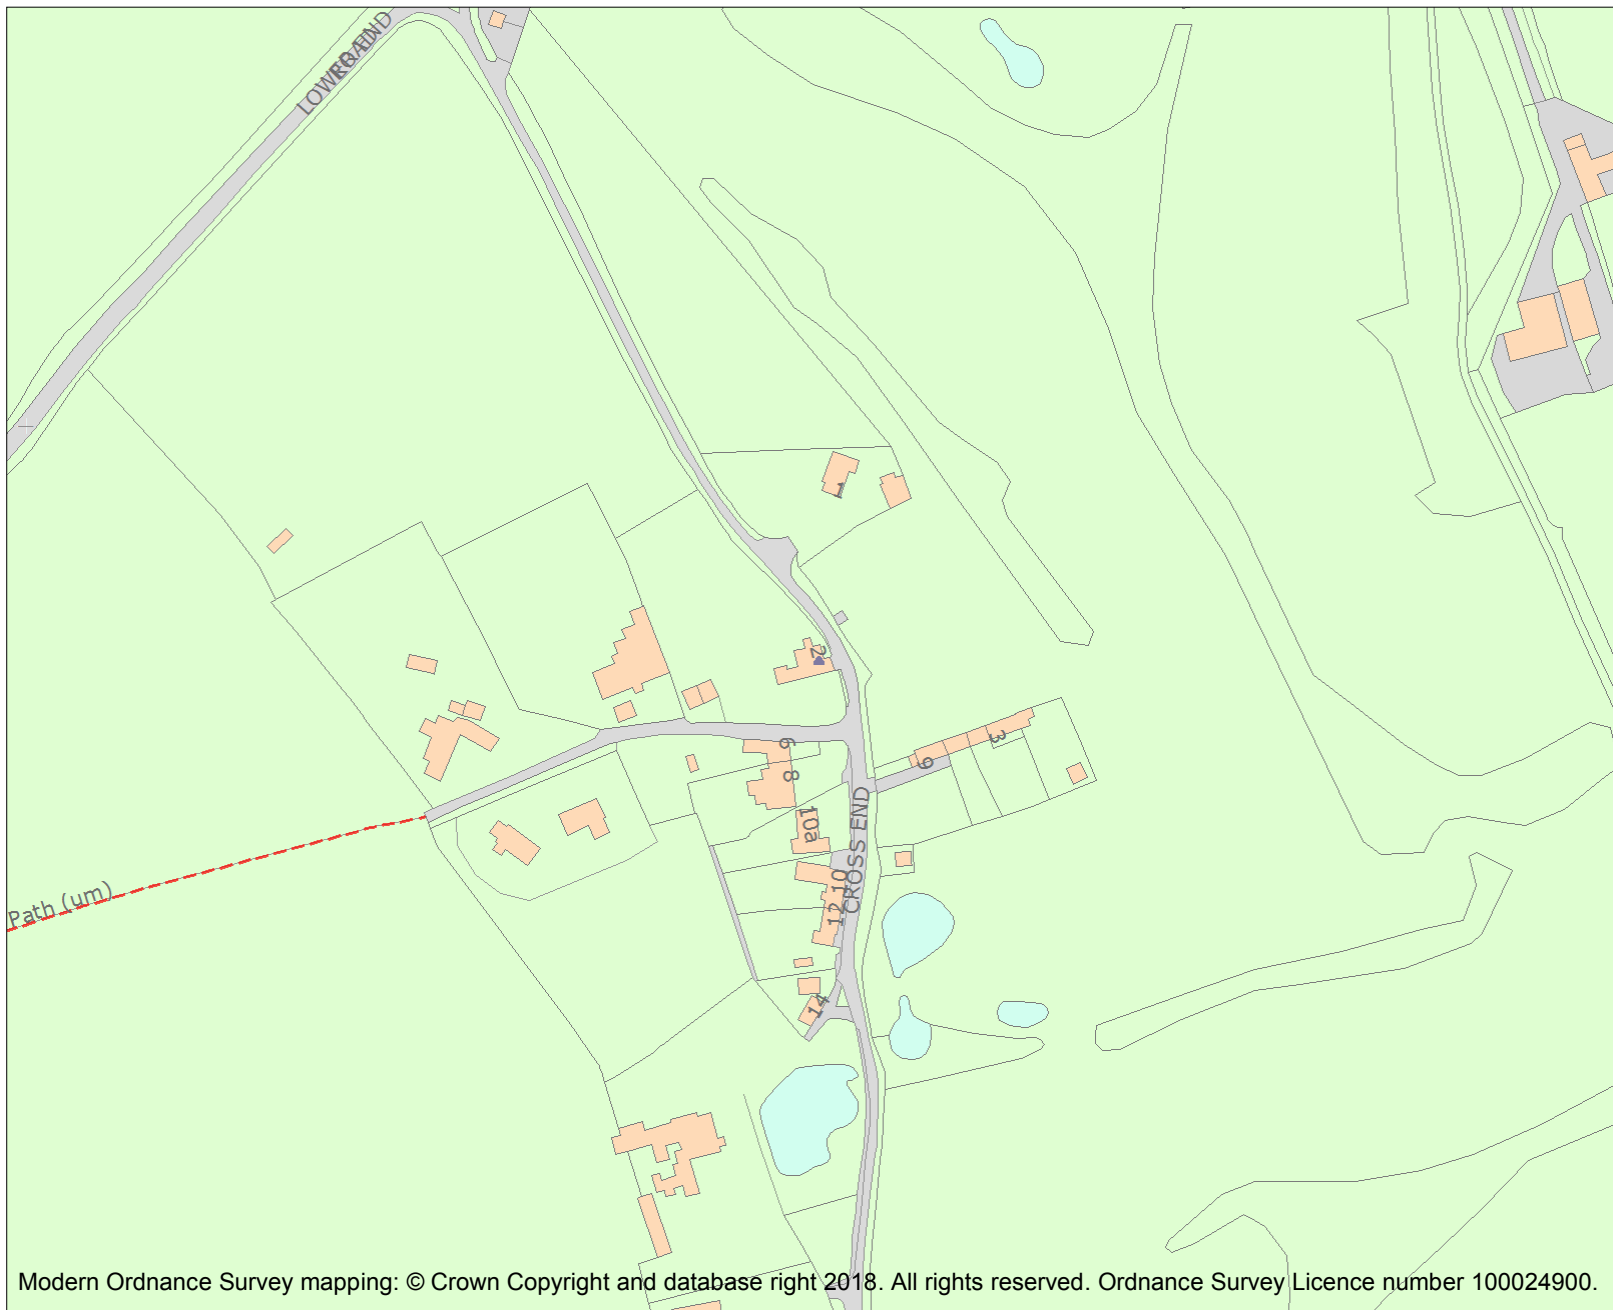 LOWER END
ROAD
1
2
6
8
3
9
10a
CROSS END
10
12
14
Path (um)
Modern Ordnance Survey mapping: © Crown Copyright and database right 2018. All rights reserved. Ordnance Survey Licence number 100024900.